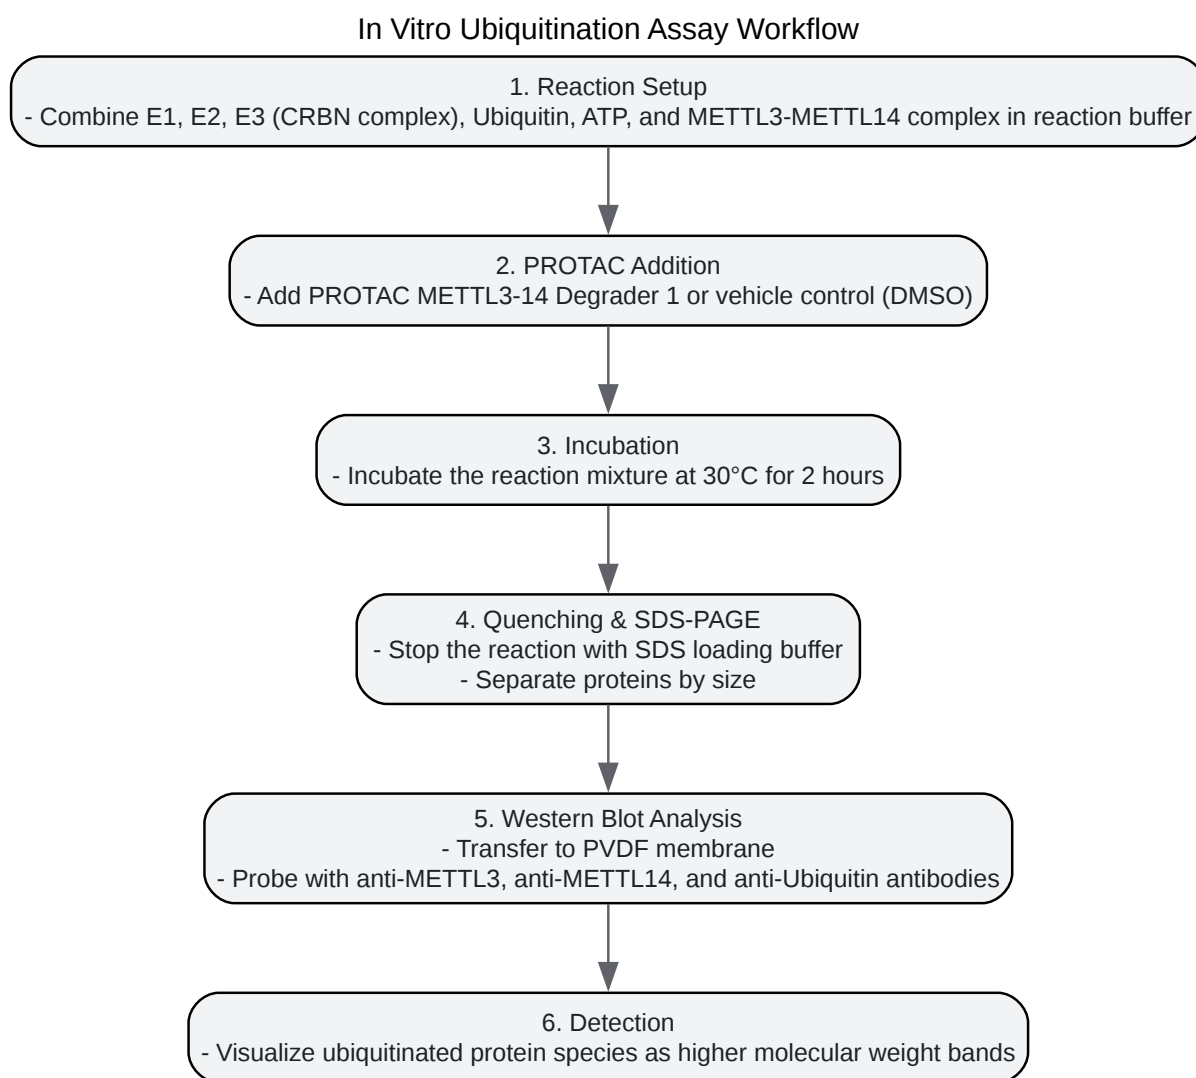 In Vitro Ubiquitination Assay Workflow
1. Reaction Setup
- Combine E1, E2, E3 (CRBN complex), Ubiquitin, ATP, and METTL3-METTL14 complex in reaction buffer
2. PROTAC Addition
- Add PROTAC METTL3-14 Degrader 1 or vehicle control (DMSO)
3. Incubation
- Incubate the reaction mixture at 30°C for 2 hours
4. Quenching & SDS-PAGE
- Stop the reaction with SDS loading buffer
- Separate proteins by size
5. Western Blot Analysis
- Transfer to PVDF membrane
- Probe with anti-METTL3, anti-METTL14, and anti-Ubiquitin antibodies
6. Detection
- Visualize ubiquitinated protein species as higher molecular weight bands